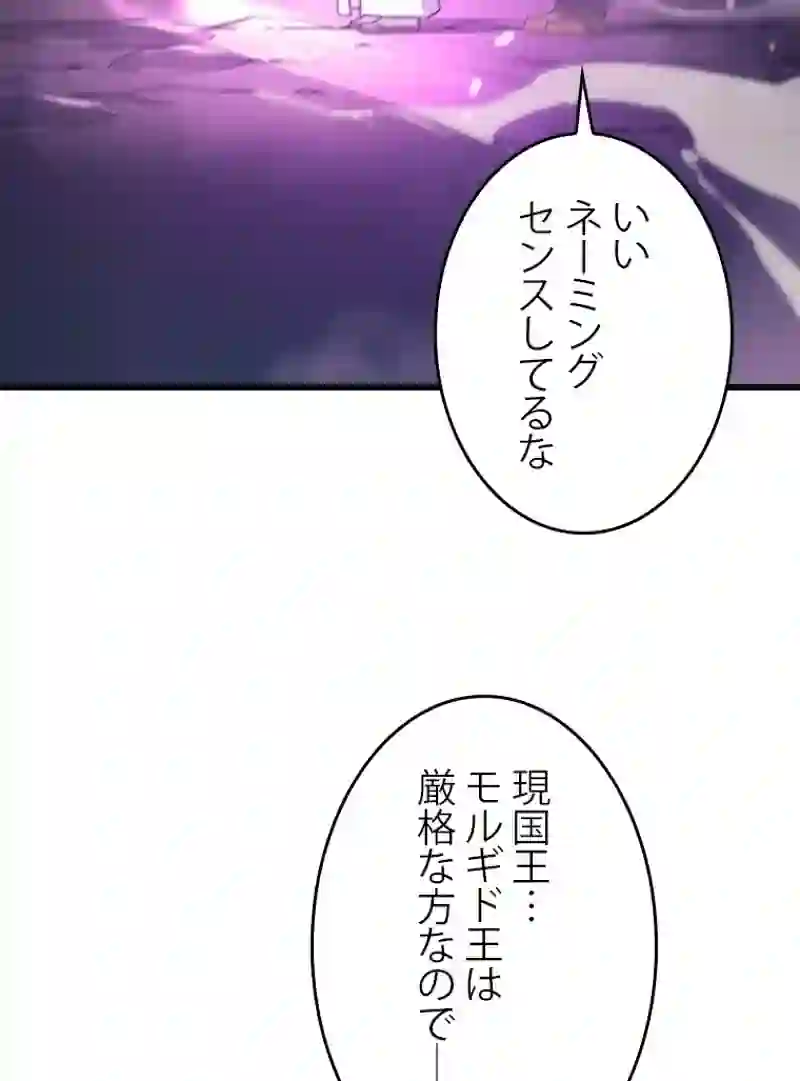 いい
ネーミング
センスしてるな
現国王…
モルギド王は
厳格な方なので―